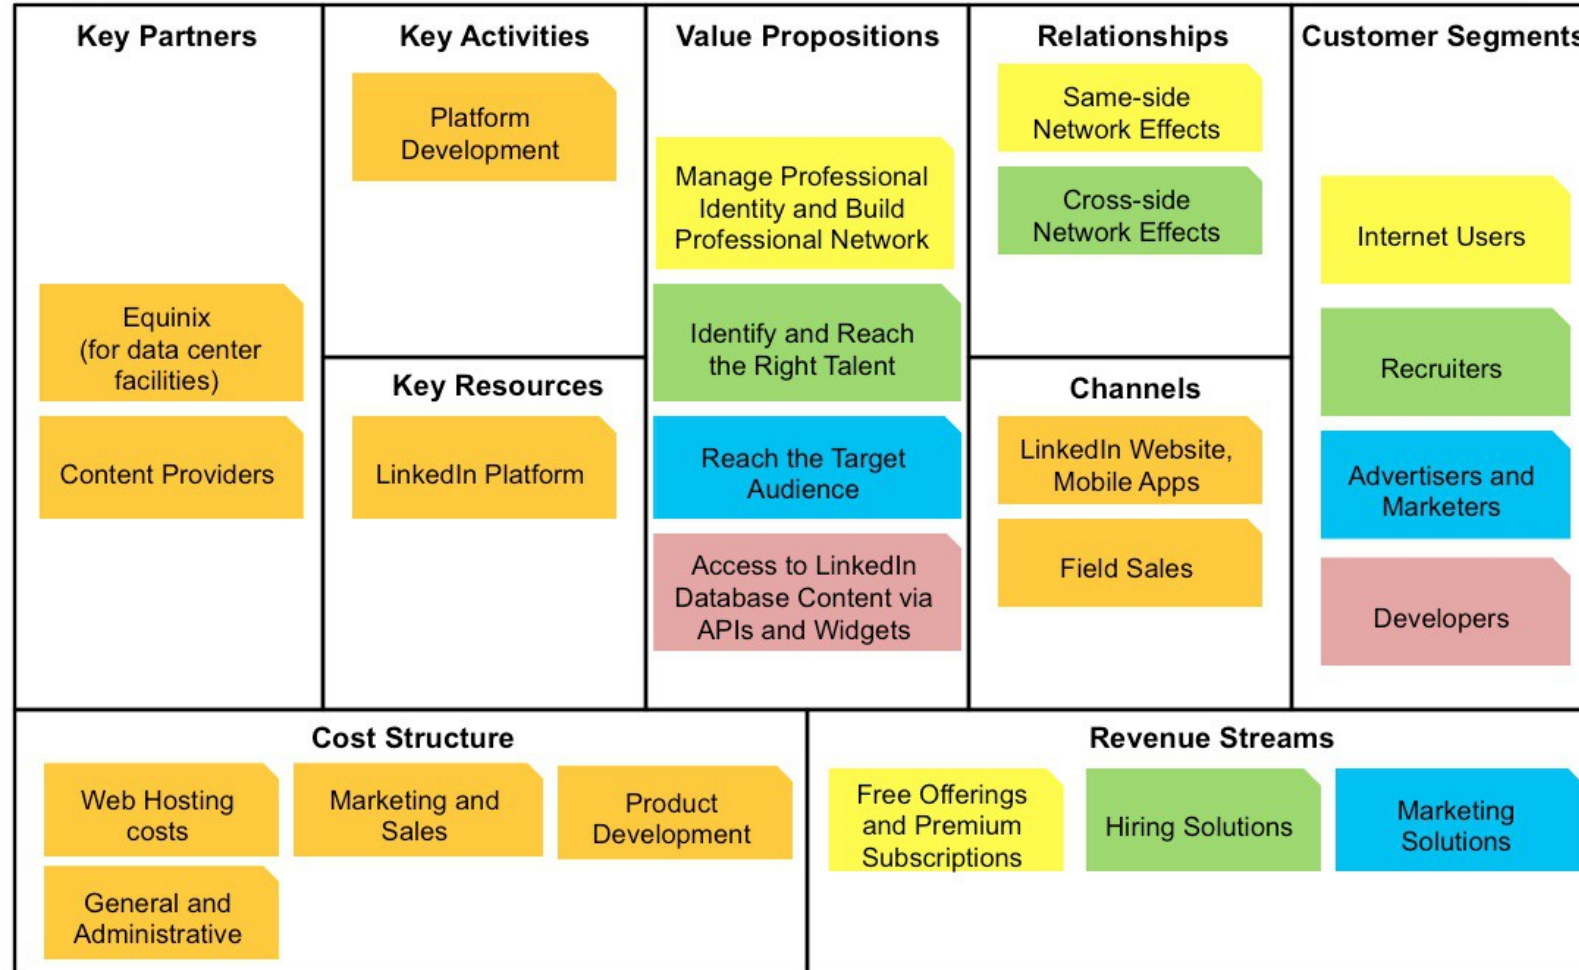 Key Partners
Equinix
(for data center
facilities)
Content Providers
Key Activities
Platform
Development
Key Resources
LinkedIn Platform
Value Propositions
Manage Professional
Identity and Build
Professional Network
Identify and Reach
the Right Talent
Reach the Target
Audience
Access to LinkedIn
Database Content via
APIs and Widgets
Relationships
Same-side
Network Effects
Cross-side
Network Effects
Channels
LinkedIn Website,
Mobile Apps
Field Sales
Customer Segments
Internet Users
Recruiters
Advertisers and
Marketers
Developers
Cost Structure
Web Hosting
costs
Marketing and
Sales
Product
Development
General and
Administrative
Revenue Streams
Free Offerings
and Premium
Subscriptions
Hiring Solutions
Marketing
Solutions